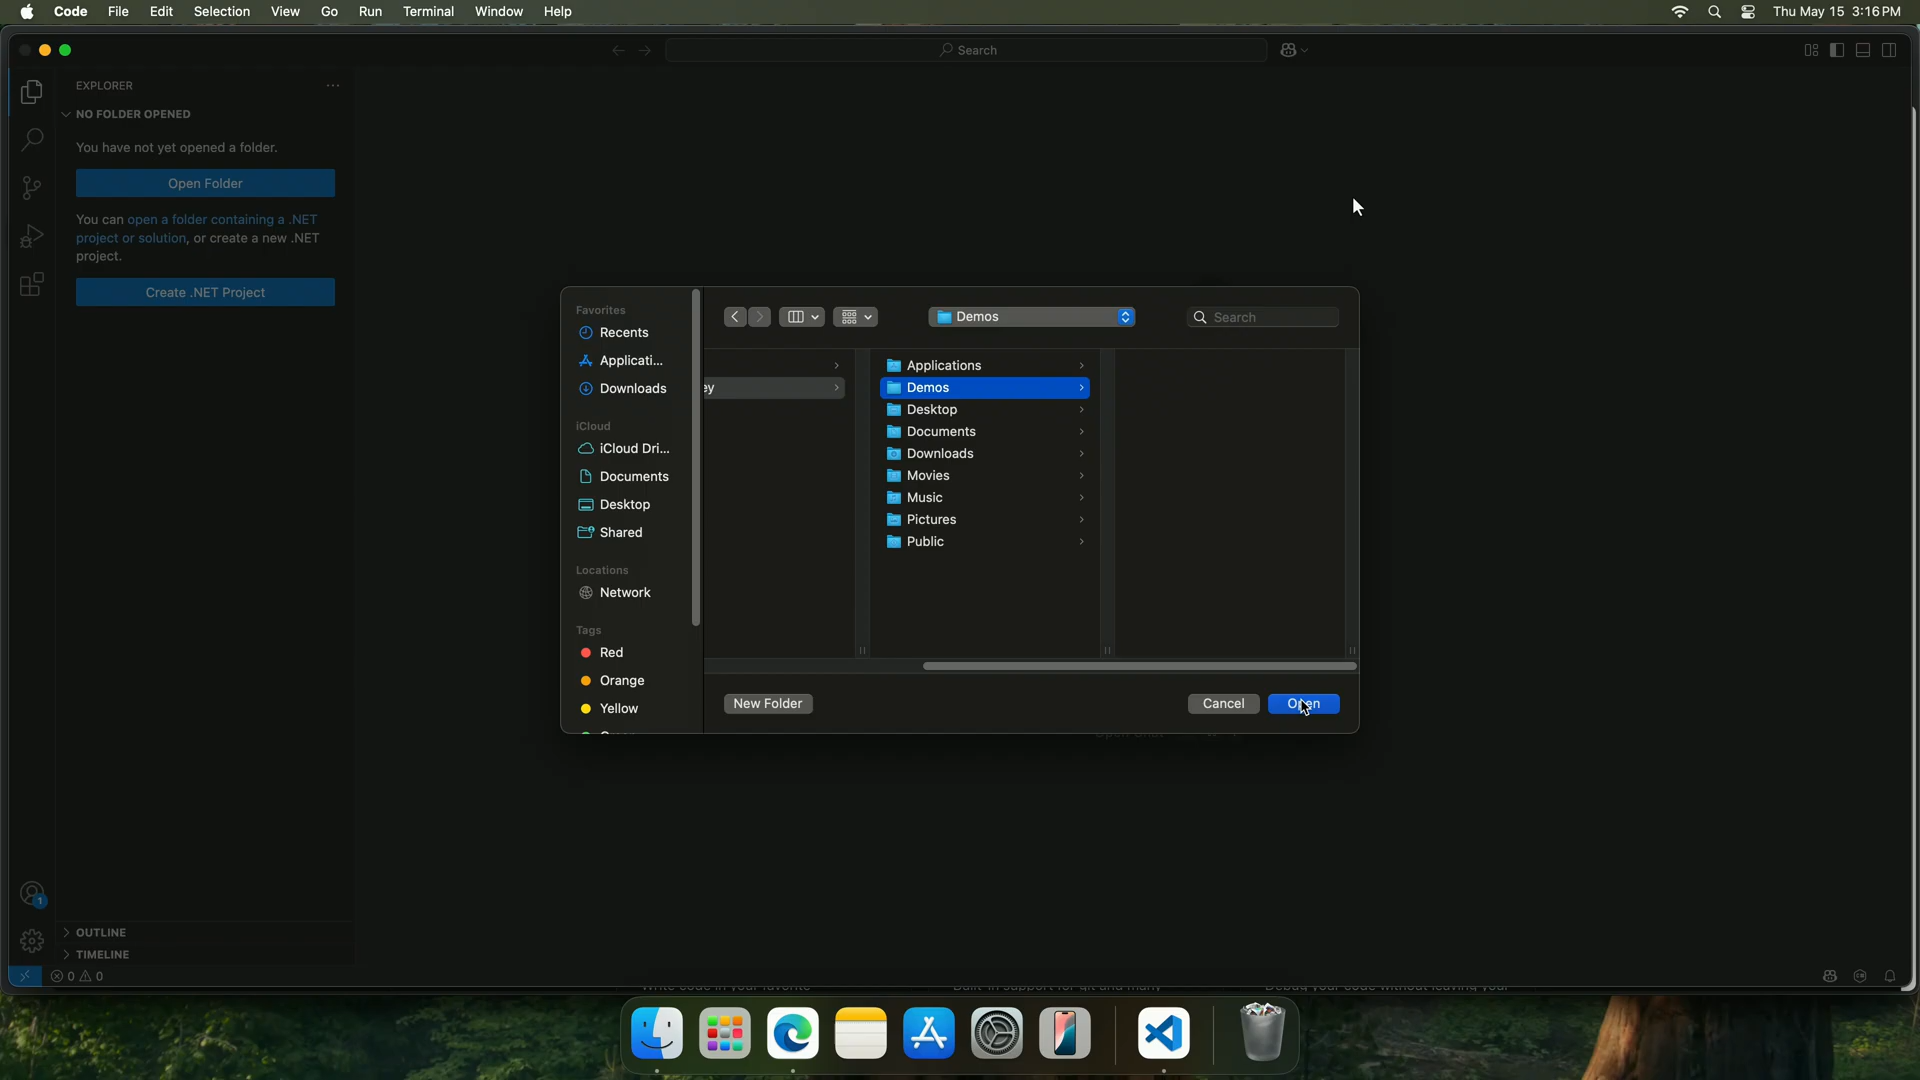 Code File Edit Selection View Go Run Terminal Window Help
Thu May 15 3:16 PM
Search
EXPLORER
NO FOLDER OPENED
You have not yet opened a folder.
Open Folder
You can open a folder containing a .NET
project or solution, or create a new .NET
project.
Create .NET Project
Favorites
Recents
Applicati...
Downloads
iCloud
iCloud Dri...
Documents
Desktop
Shared
Locations
Network
Tags
Red
Orange
Yellow
Demos
Search
ey
Applications
Demos
Desktop
Documents
Downloads
Movies
Music
Pictures
Public
New Folder
Cancel
Open
1
OUTLINE
TIMELINE
0 0